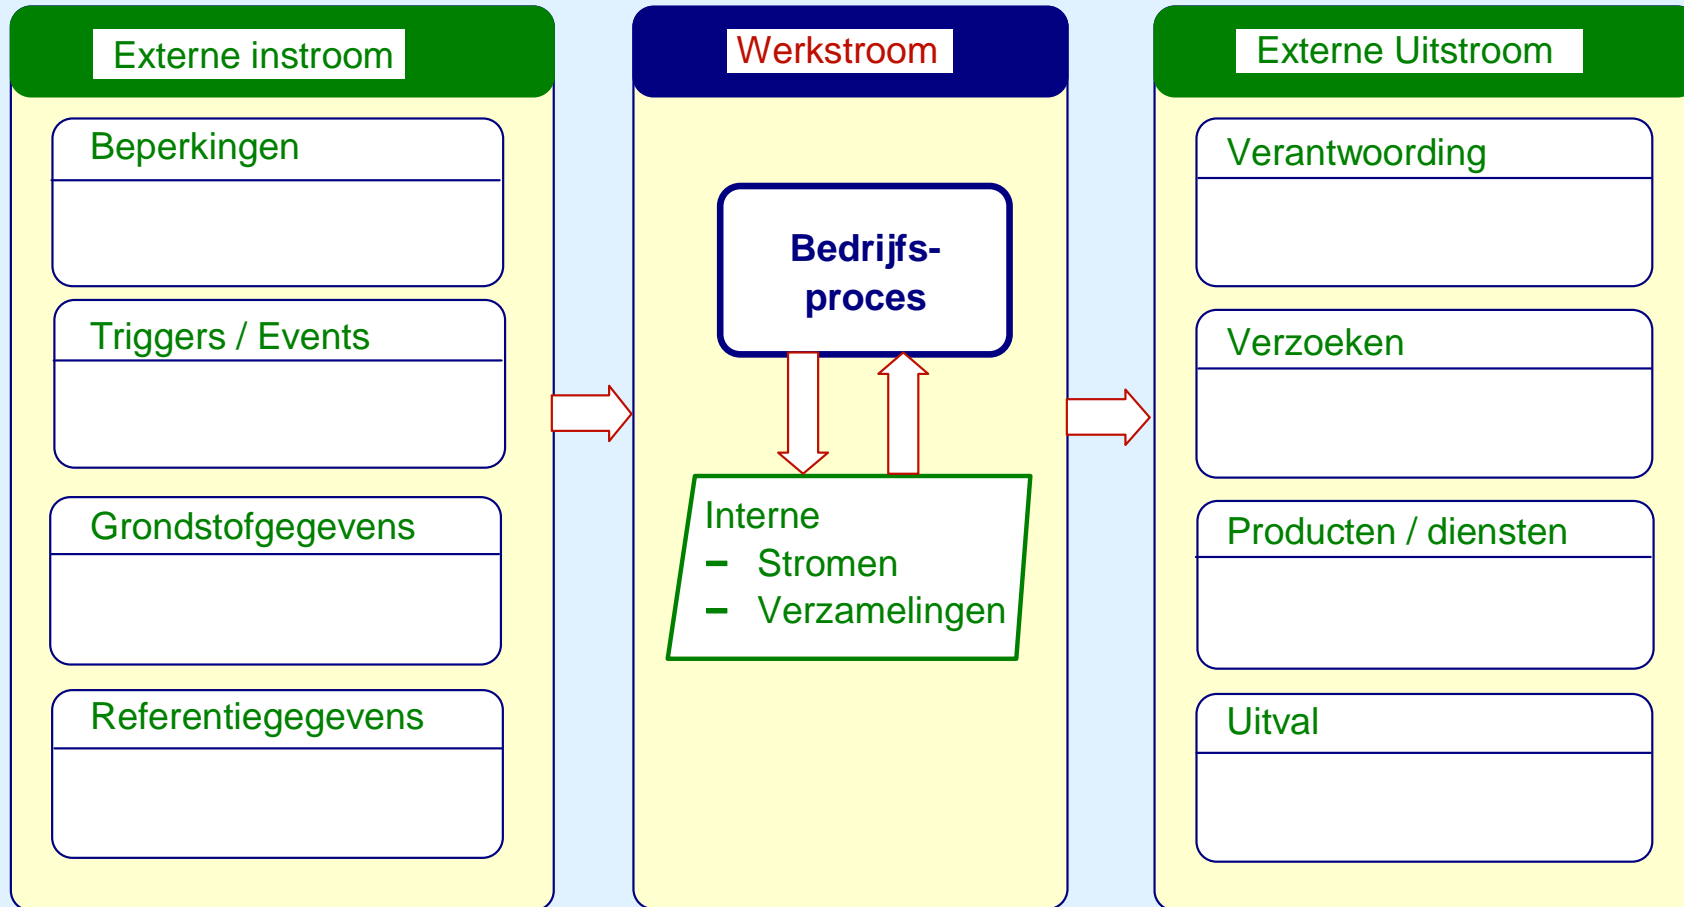 Externe instroom
Beperkingen
Triggers / Events
Grondstofgegevens
Referentiegegevens
Werkstroom
Bedrijfs-
proces
Interne
– Stromen
– Verzamelingen
Externe Uitstroom
Verantwoording
Verzoeken
Producten / diensten
Uitval